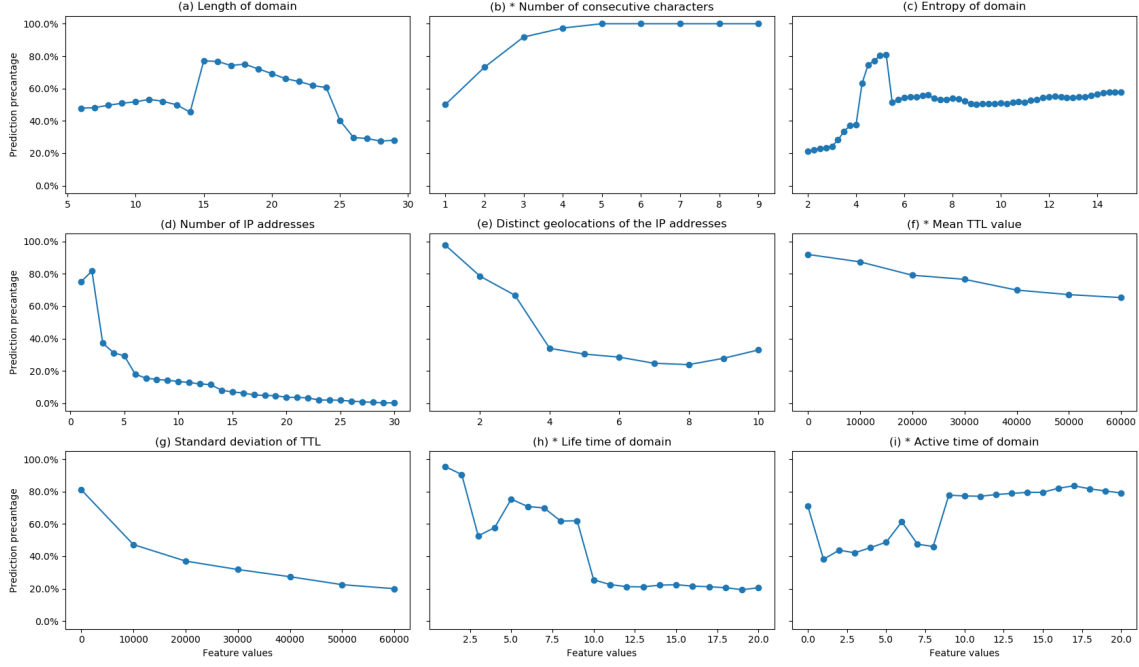 (a) Length of domain
(b) * Number of consecutive characters
(c) Entropy of domain
Prediction precantage
100.0%
80.0%
60.0%
40.0%
20.0%
0.0%
5 10 15 20 25 30
1 2 3 4 5 6 7 8 9
2 4 6 8 10 12 14
(d) Number of IP addresses
(e) Distinct geolocations of the IP addresses
(f) * Mean TTL value
Prediction precantage
100.0%
80.0%
60.0%
40.0%
20.0%
0.0%
0 5 10 15 20 25 30
2 4 6 8 10
0 10000 20000 30000 40000 50000 60000
(g) Standard deviation of TTL
(h) * Life time of domain
(i) * Active time of domain
Prediction precantage
100.0%
80.0%
60.0%
40.0%
20.0%
0.0%
0 10000 20000 30000 40000 50000 60000
2.5 5.0 7.5 10.0 12.5 15.0 17.5 20.0
0.0 2.5 5.0 7.5 10.0 12.5 15.0 17.5 20.0
Feature values
Feature values
Feature values